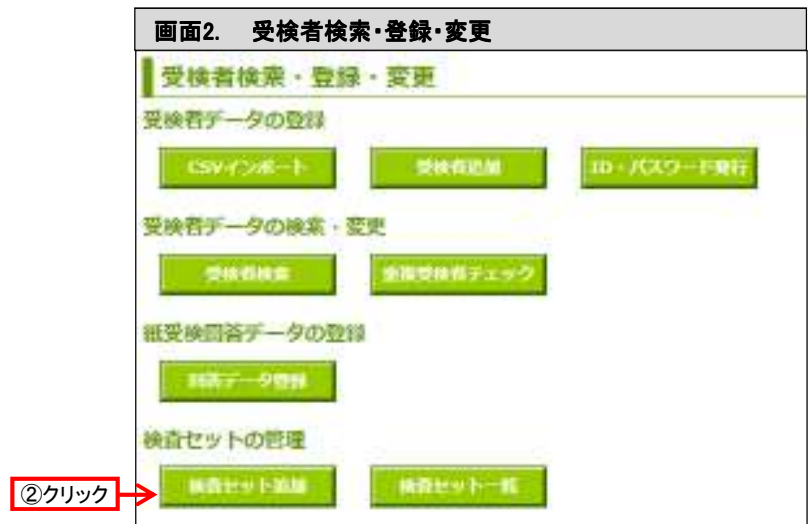 画面2. 受検者検索・登録・変更
受検者検索・登録・変更
受検者データの登録
CSVインポート 受検者追加 ID・パスワード発行
受検者データの検索・変更
受検者検索 重複受検者チェック
紙受検回答データの登録
回答データ登録
検査セットの管理
②クリック 検査セット追加 検査セット一覧